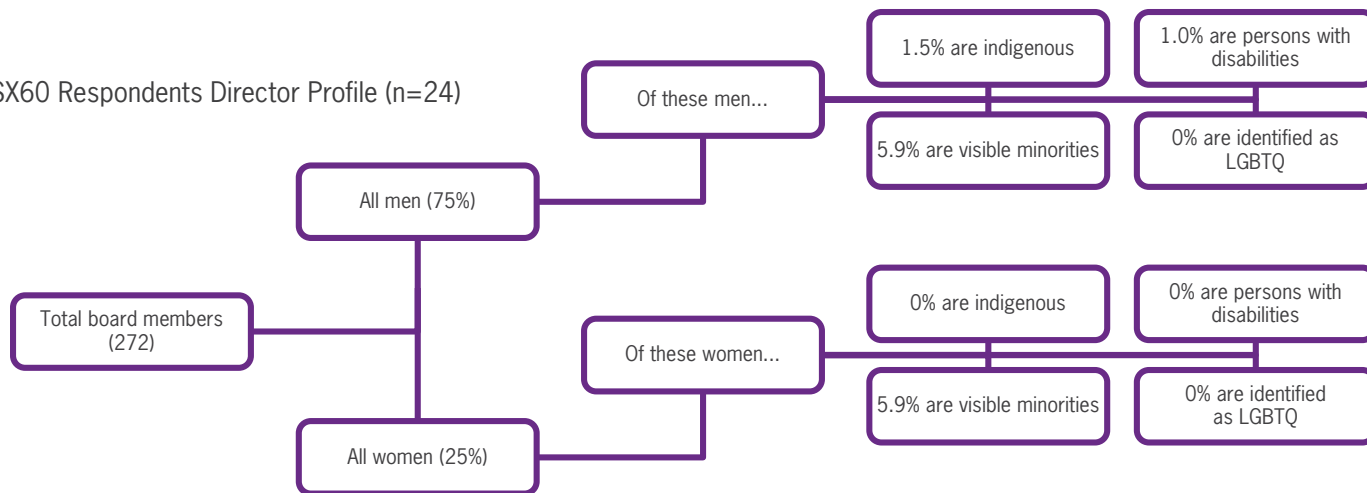 SX60 Respondents Director Profile (n=24)
Total board members
(272)
All men (75%)
Of these men...
1.5% are indigenous
1.0% are persons with
disabilities
5.9% are visible minorities
0% are identified as
LGBTQ
All women (25%)
Of these women...
0% are indigenous
0% are persons with
disabilities
5.9% are visible minorities
0% are identified
as LGBTQ